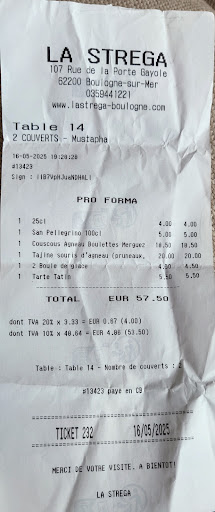 LA STREGA
107 Rue de la Porte Gayole
62200 Boulogne-sur-Mer
0359441221
www.lastrega-boulogne.com
Table 14
2 COUVERTS - Mustapha
16-05-2025 19:28:28
#13423
Sign :
PRO FORMA
1 25cl 4.00 4.00
1 San Pellegrino 100cl 5.00 5.00
1 Couscous Agneau Boulettes Merguez 18.50 18.50
1 Tajine souris d'agneau (pruneaux, 20.00 20.00
1 2 Boule de glace 4.50 4.50
1 Tarte Tatin 5.50 5.50
TOTAL EUR 57.50
dont TVA 20% x 3.33 = EUR 0.67 (4.00)
dont TVA 10% x 48.64 = EUR 4.86 (53.50)
Table : Table 14 - Nombre de couverts : 2
#13423 paye en CB
TICKET 232 16/05/2025
MERCI DE VOTRE VISITE. A BIENTOT!
LA STREGA